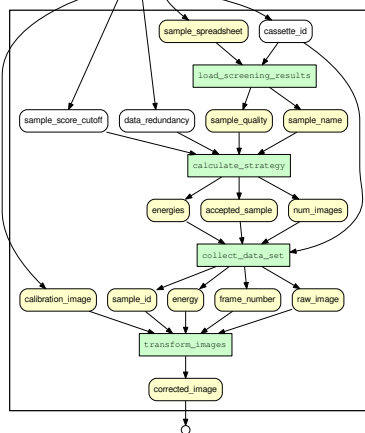 sample_spreadsheet cassette_id
load_screening_results
sample_score_cutoff data_redundancy sample_quality sample_name
calculate_strategy
energies accepted_sample num_images
collect_data_set
calibration_image sample_id energy frame_number raw_image
transform_images
corrected_image